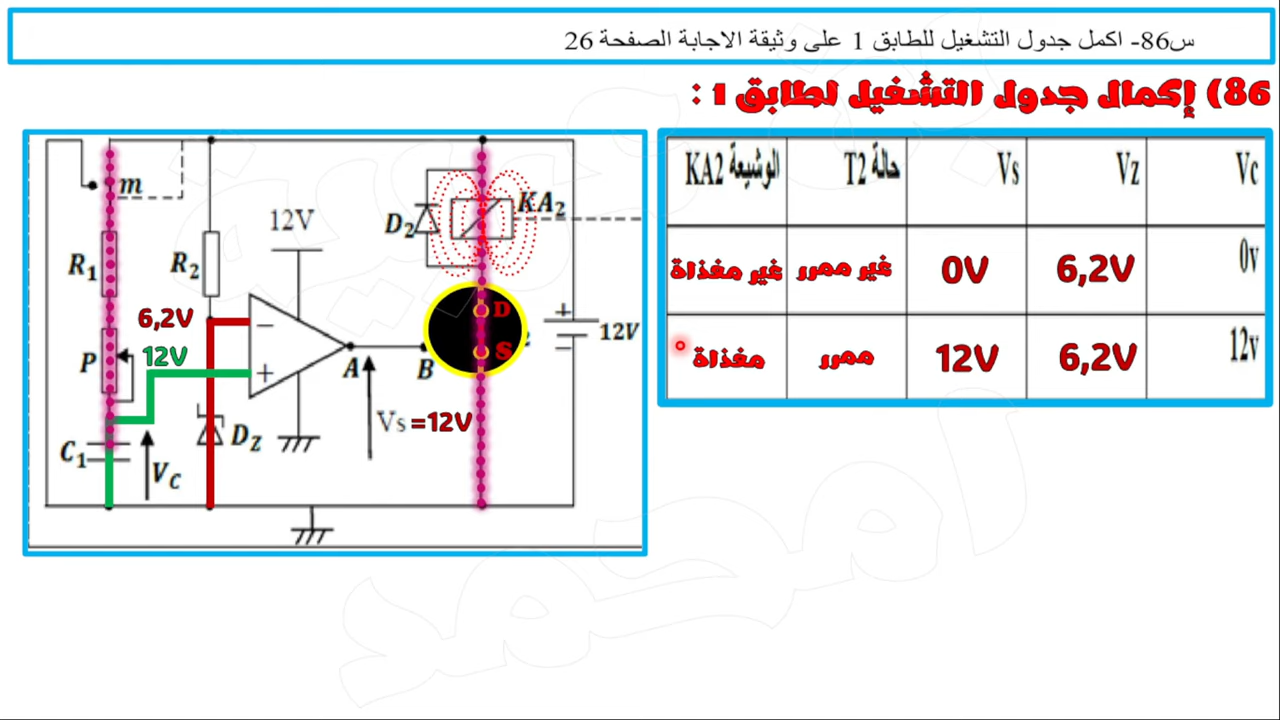 س86- اكمل جدول التشغيل للطابق 1 على وثيقة الاجابة الصفحة 26
86) إكمال جدول التشغيل لطابق 1 :
Vc Vz Vs حالة T2 الوشيعة KA2
0v 6,2V 0V غير ممرر غير مغذاة
12v 6,2V 12V ممرر مغذاة
m
KA2
D2
12V
R1
R2
6,2V
12V
P
A
B
D
S
12V
Vs =12V
C1
VC
DZ